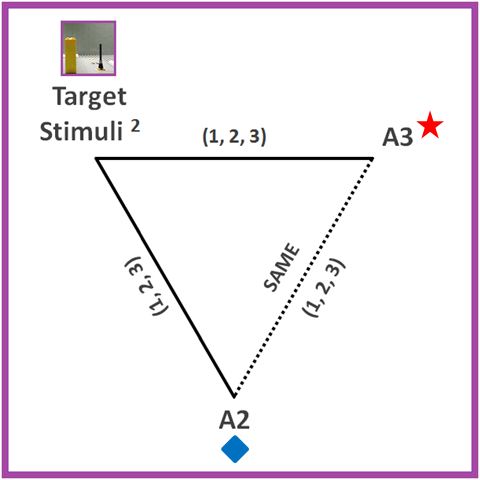 Target
Stimuli ²
(1, 2, 3)
A3
(1, 2, 3)
SAME
(1, 2, 3)
A2